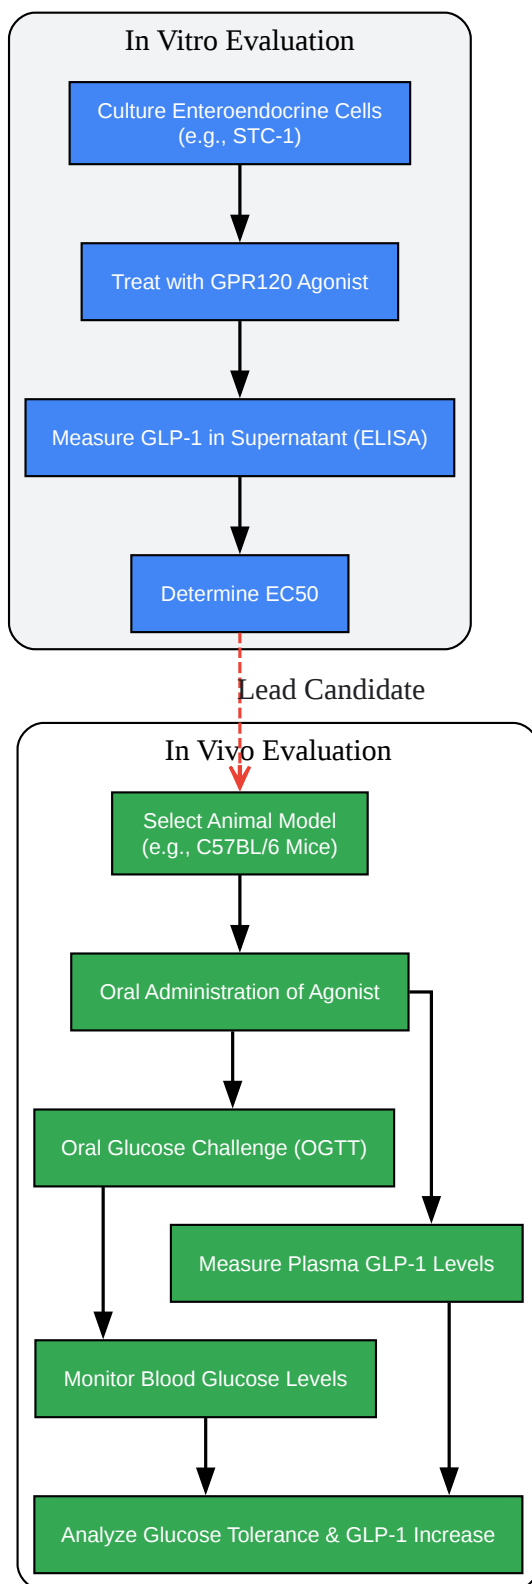 In Vitro Evaluation
Culture Enteroendocrine Cells
(e.g., STC-1)
Treat with GPR120 Agonist
Measure GLP-1 in Supernatant (ELISA)
Determine EC50
Lead Candidate
In Vivo Evaluation
Select Animal Model
(e.g., C57BL/6 Mice)
Oral Administration of Agonist
Oral Glucose Challenge (OGTT)
Measure Plasma GLP-1 Levels
Monitor Blood Glucose Levels
Analyze Glucose Tolerance & GLP-1 Increase